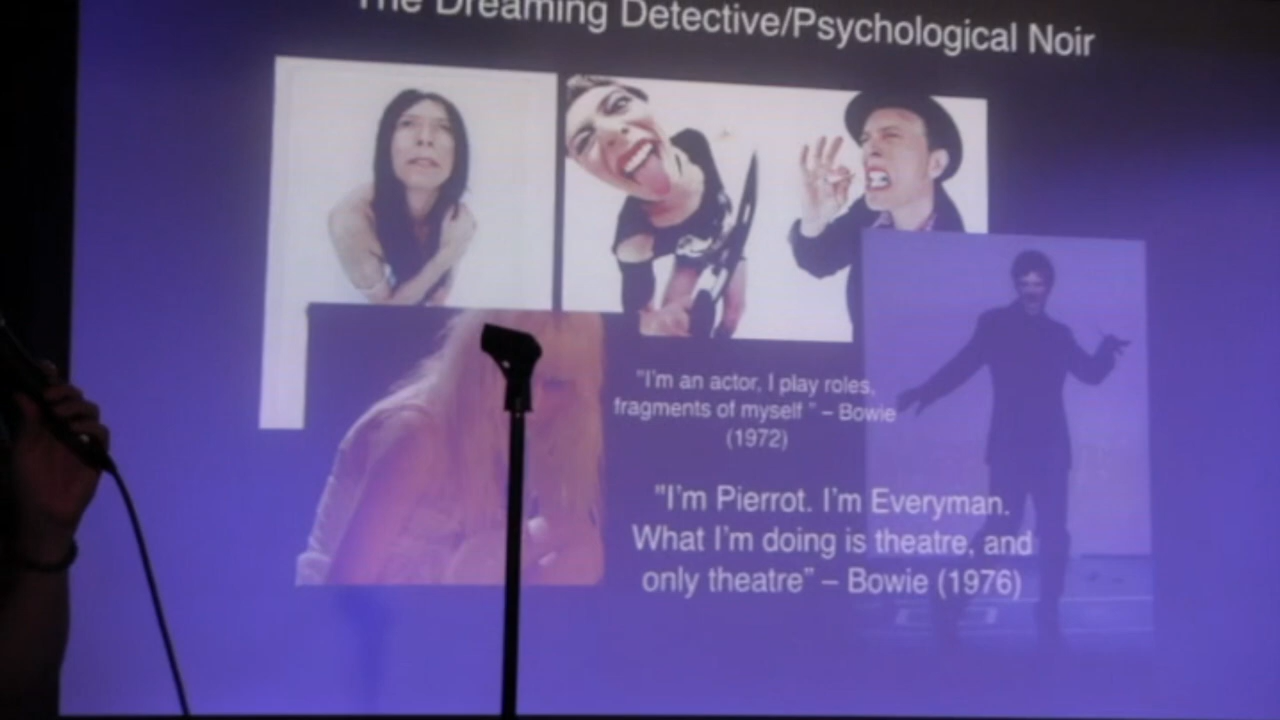 The Dreaming Detective/Psychological Noir
"I'm an actor, I play roles,
fragments of myself " – Bowie
(1972)
"I'm Pierrot. I'm Everyman.
What I'm doing is theatre, and
only theatre” – Bowie (1976)